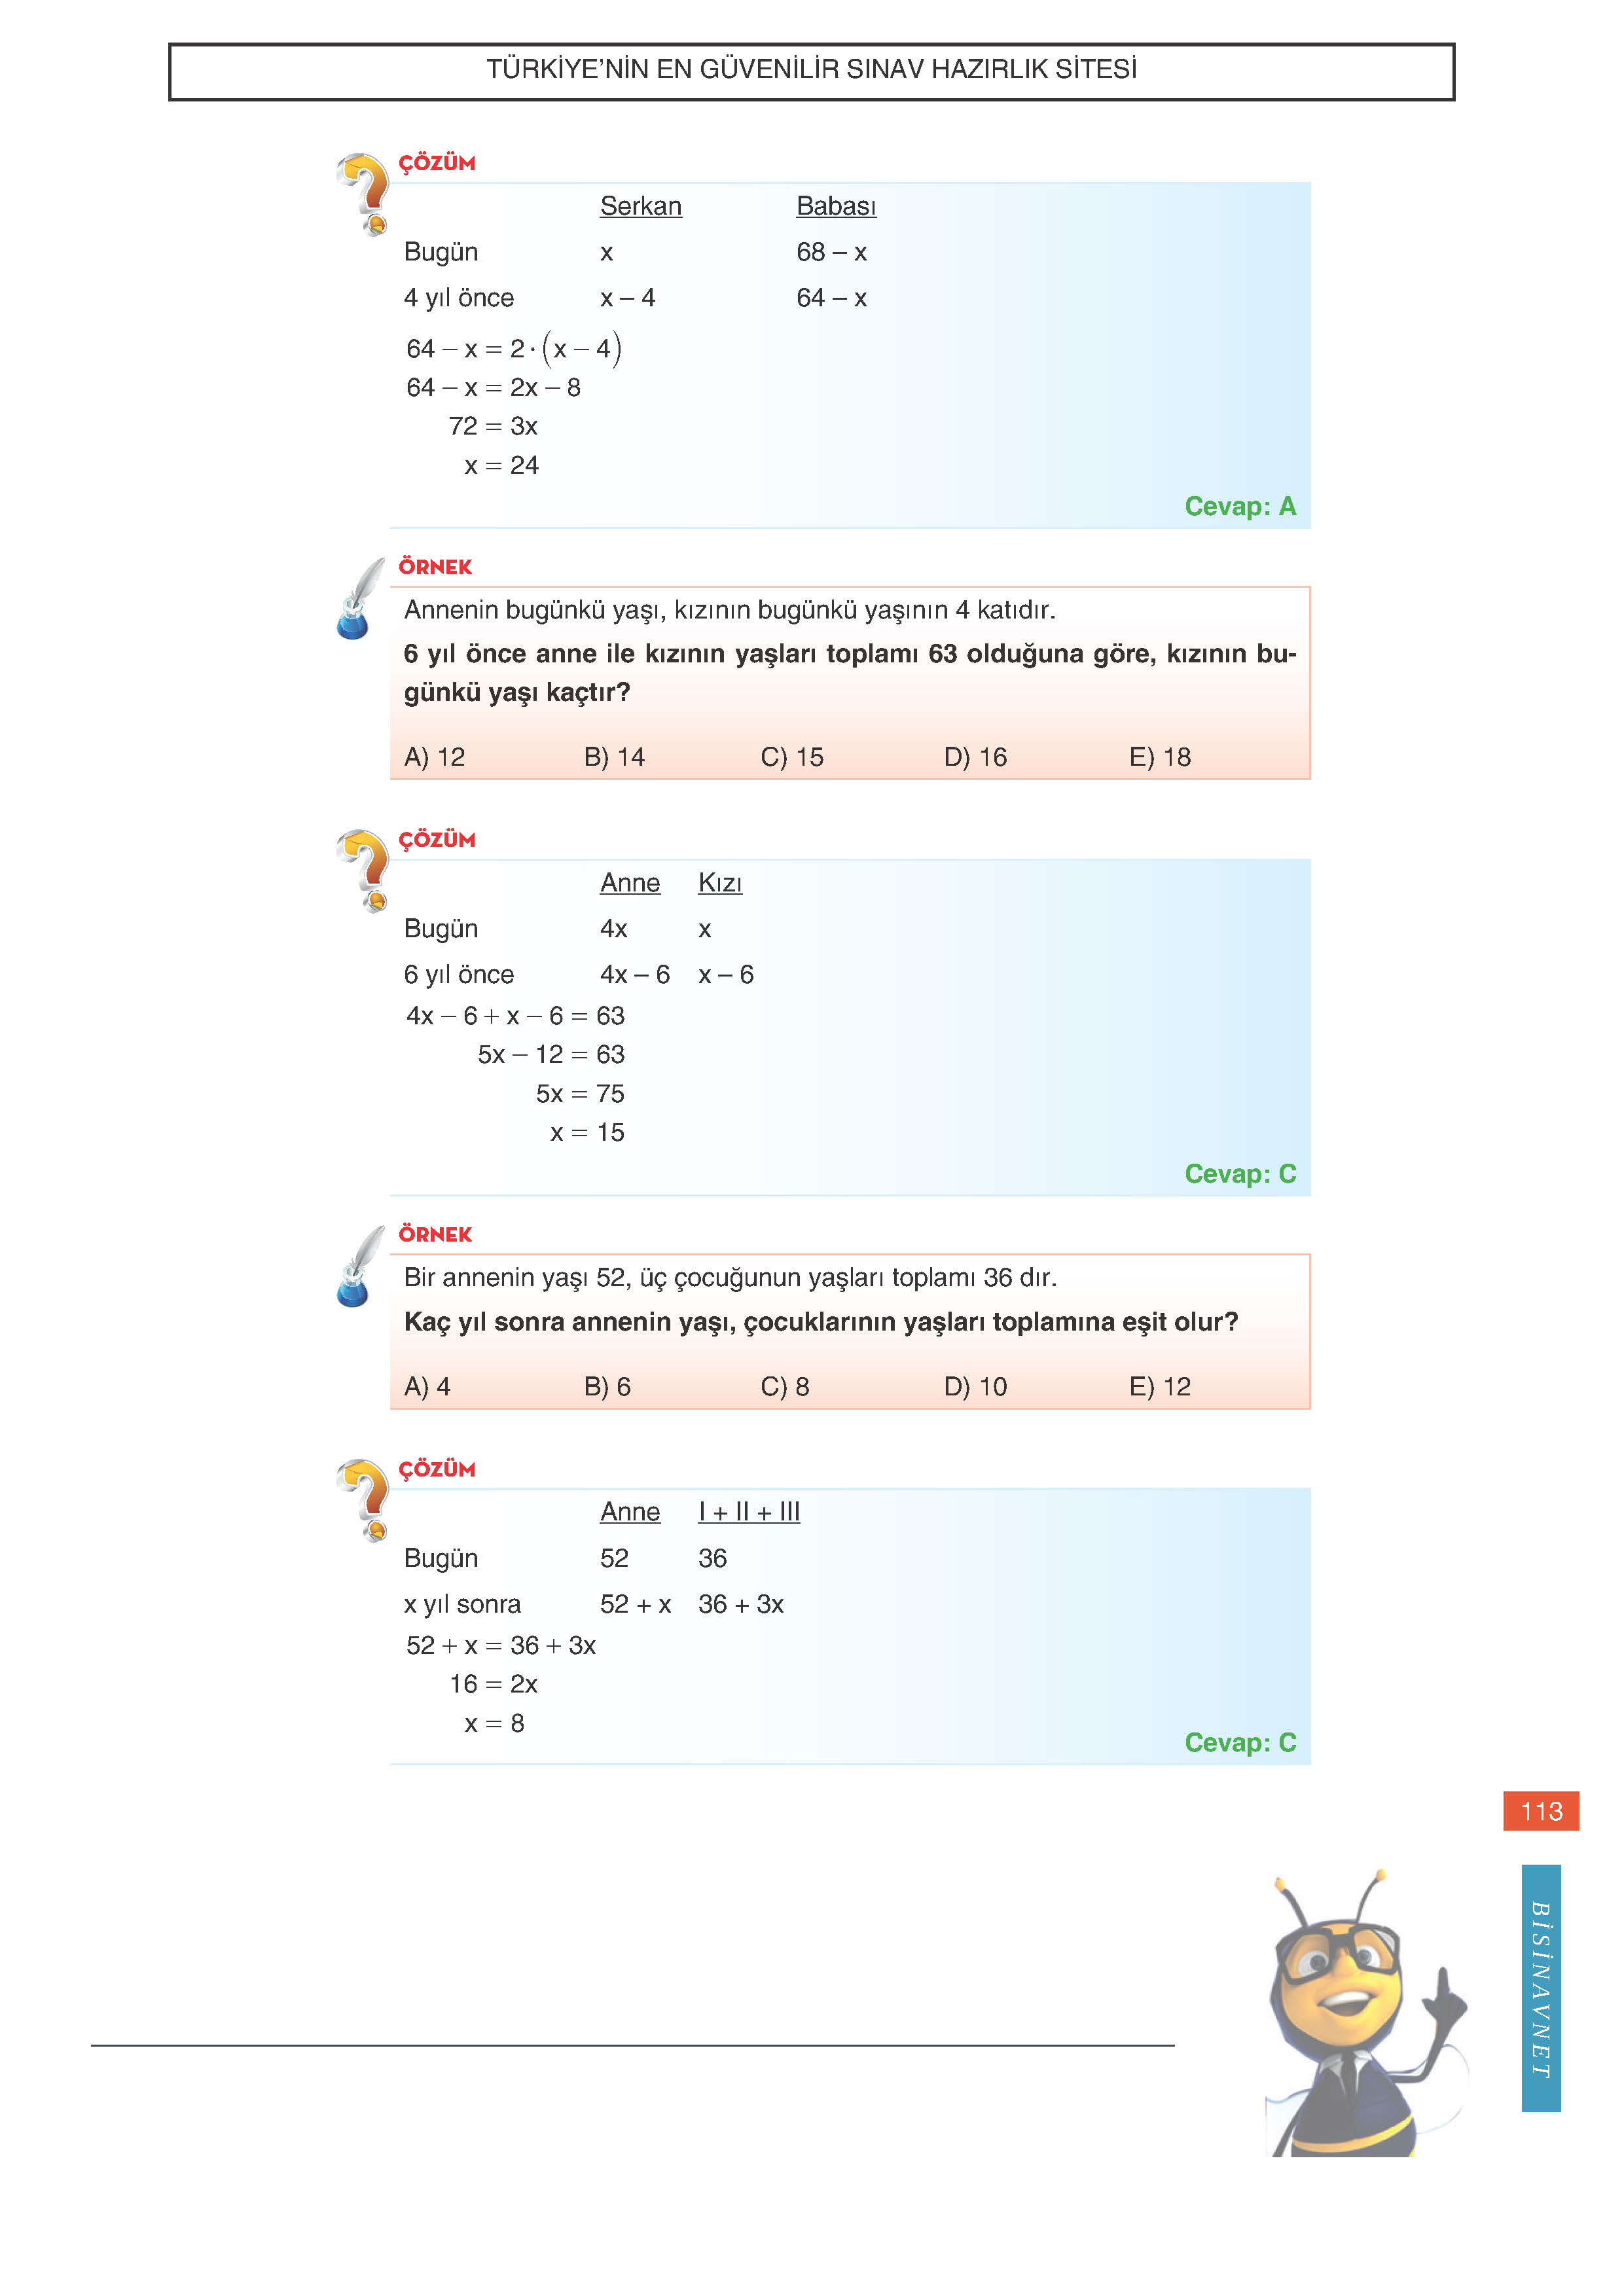 TÜRKİYE’NİN EN GÜVENİLİR SINAV HAZIRLIK SİTESİ
ÇÖZÜM
Serkan Babası
Bugün x 68 – x
4 yıl önce x – 4 64 – x
64 – x = 2 · (x – 4)
64 – x = 2x – 8
72 = 3x
x = 24
Cevap: A
ÖRNEK
Annenin bugünkü yaşı, kızının bugünkü yaşının 4 katıdır.
6 yıl önce anne ile kızının yaşları toplamı 63 olduğuna göre, kızının bu-
günkü yaşı kaçtır?
A) 12 B) 14 C) 15 D) 16 E) 18
ÇÖZÜM
Anne Kızı
Bugün 4x x
6 yıl önce 4x – 6 x – 6
4x – 6 + x – 6 = 63
5x – 12 = 63
5x = 75
x = 15
Cevap: C
ÖRNEK
Bir annenin yaşı 52, üç çocuğunun yaşları toplamı 36 dır.
Kaç yıl sonra annenin yaşı, çocuklarının yaşları toplamına eşit olur?
A) 4 B) 6 C) 8 D) 10 E) 12
ÇÖZÜM
Anne I + II + III
Bugün 52 36
x yıl sonra 52 + x 36 + 3x
52 + x = 36 + 3x
16 = 2x
x = 8
Cevap: C
113
BİSİNAVNET